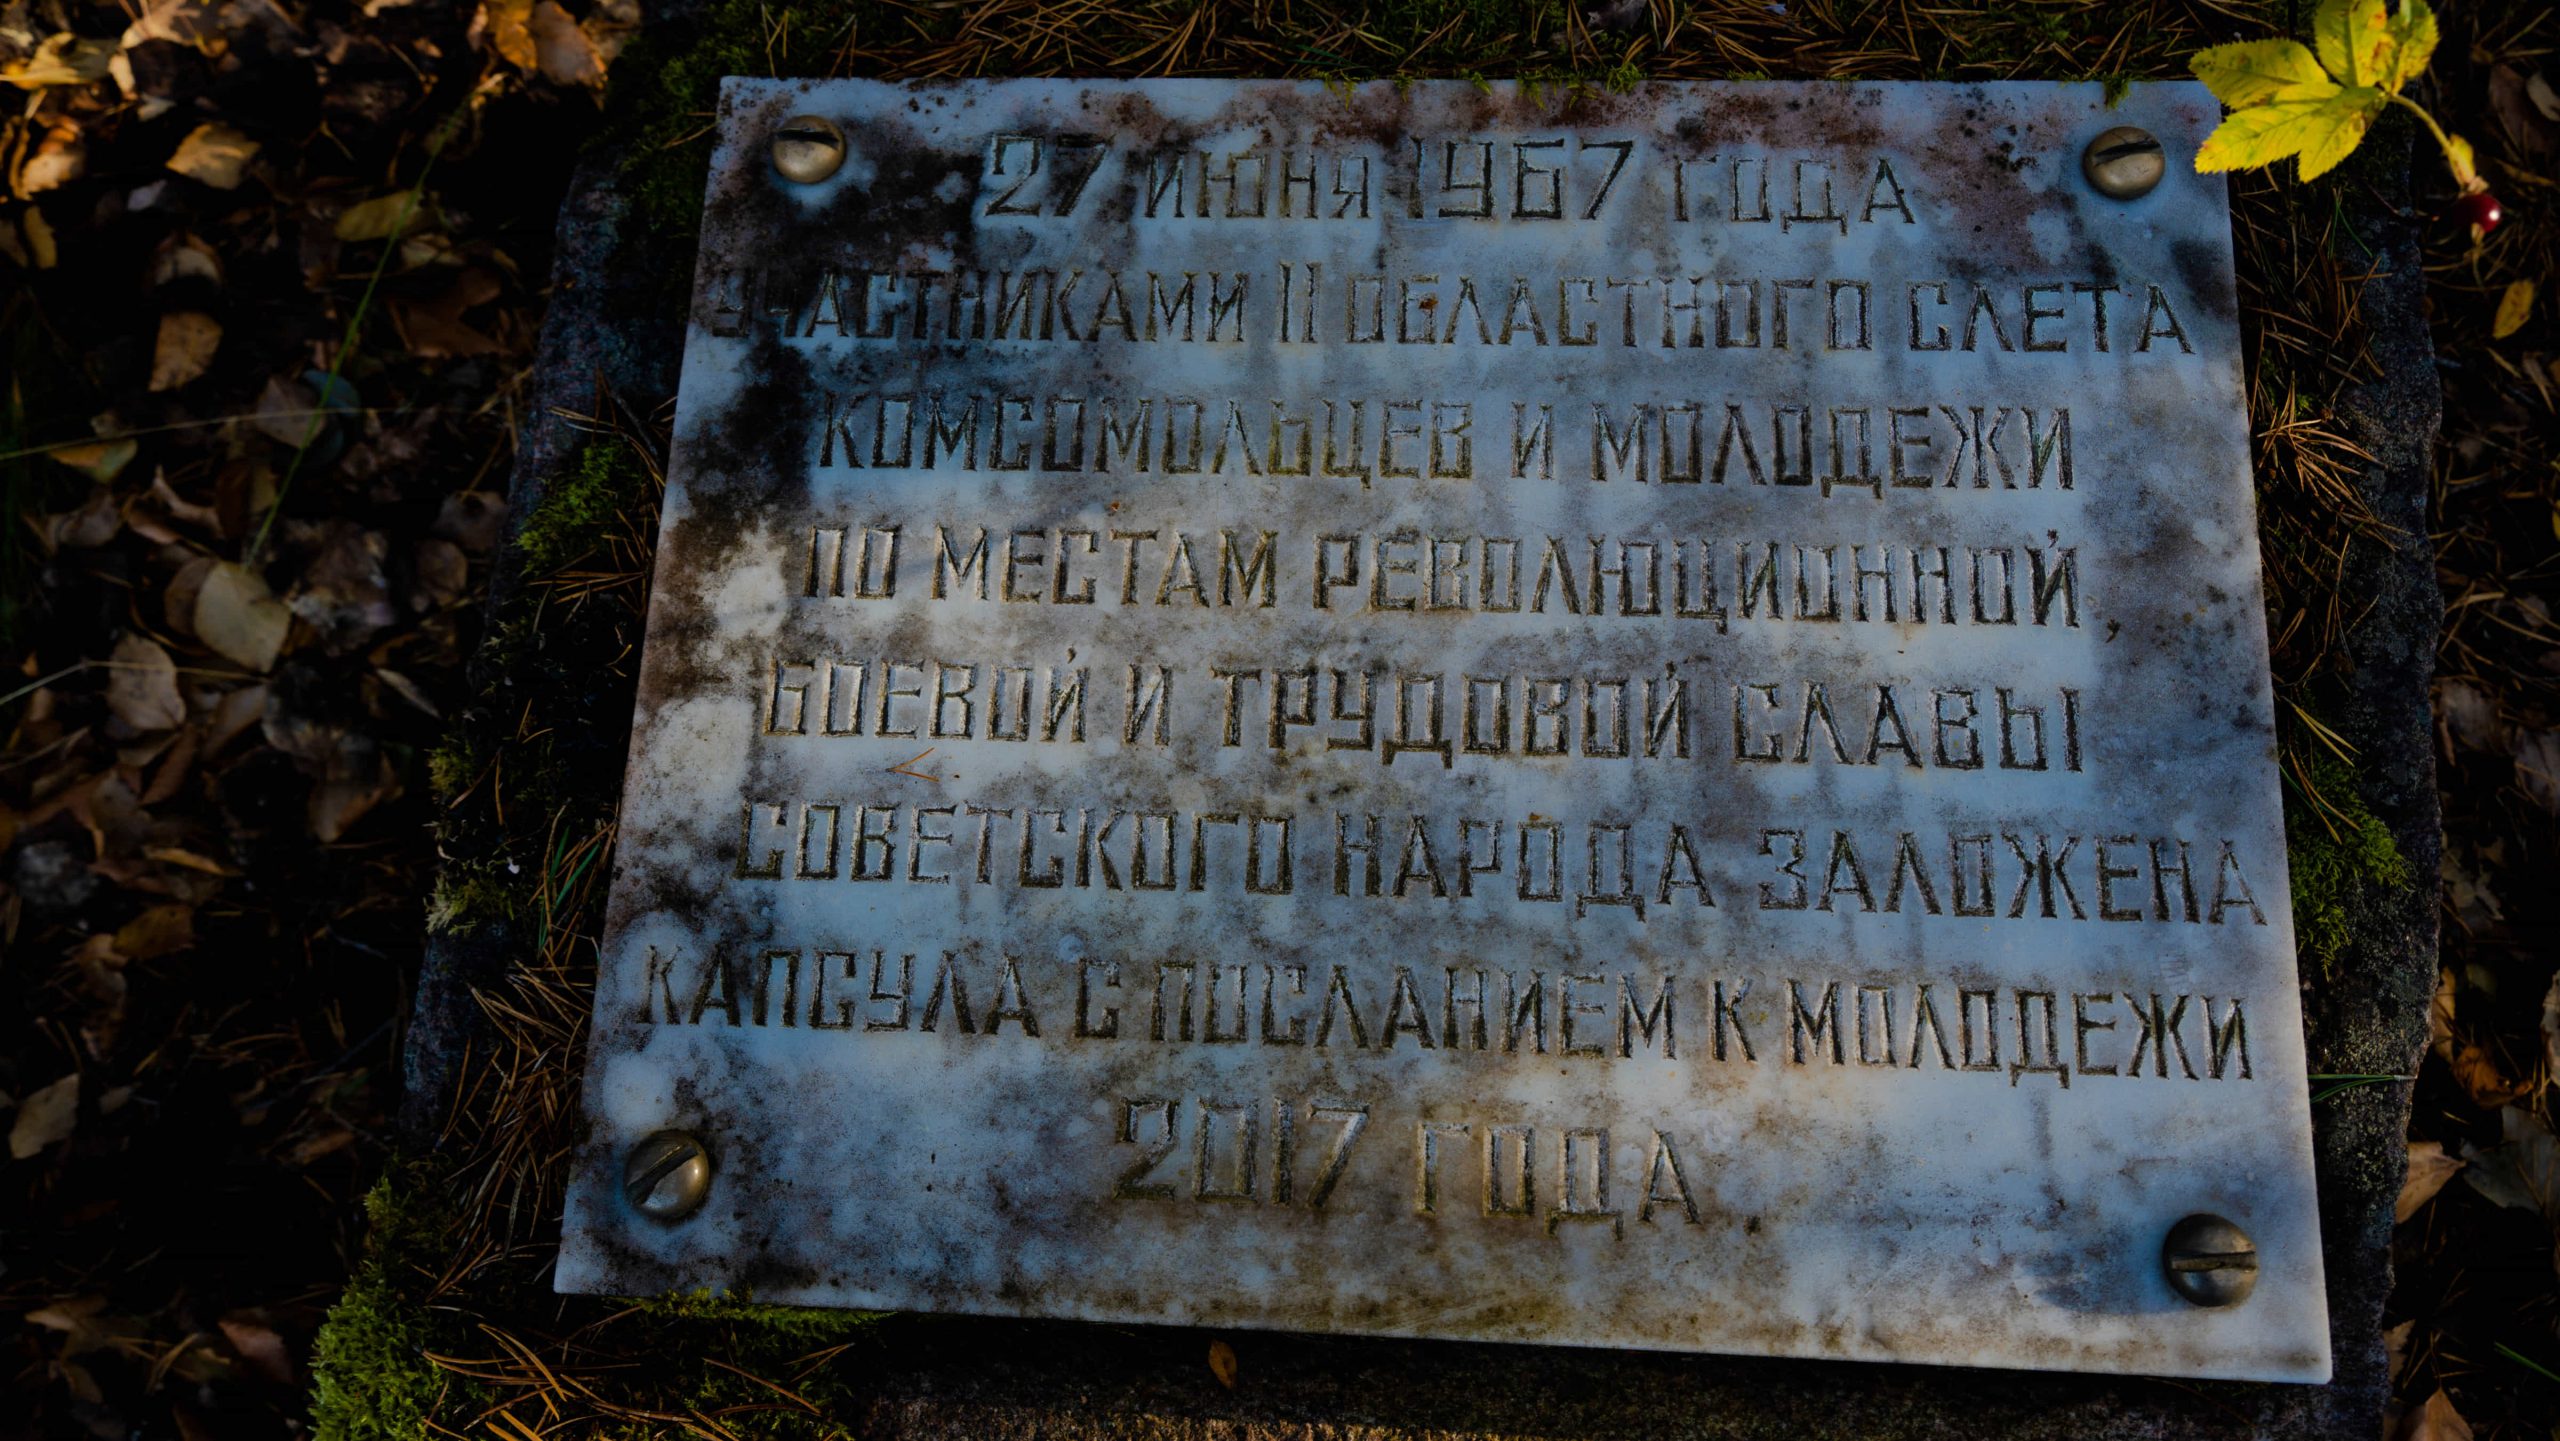 27 июня 1967 года
участниками II областного слета
комсомольцев и молодежи
по местам революционной,
боевой и трудовой славы
советского народа заложена
капсула с посланием к молодежи
2017 года.